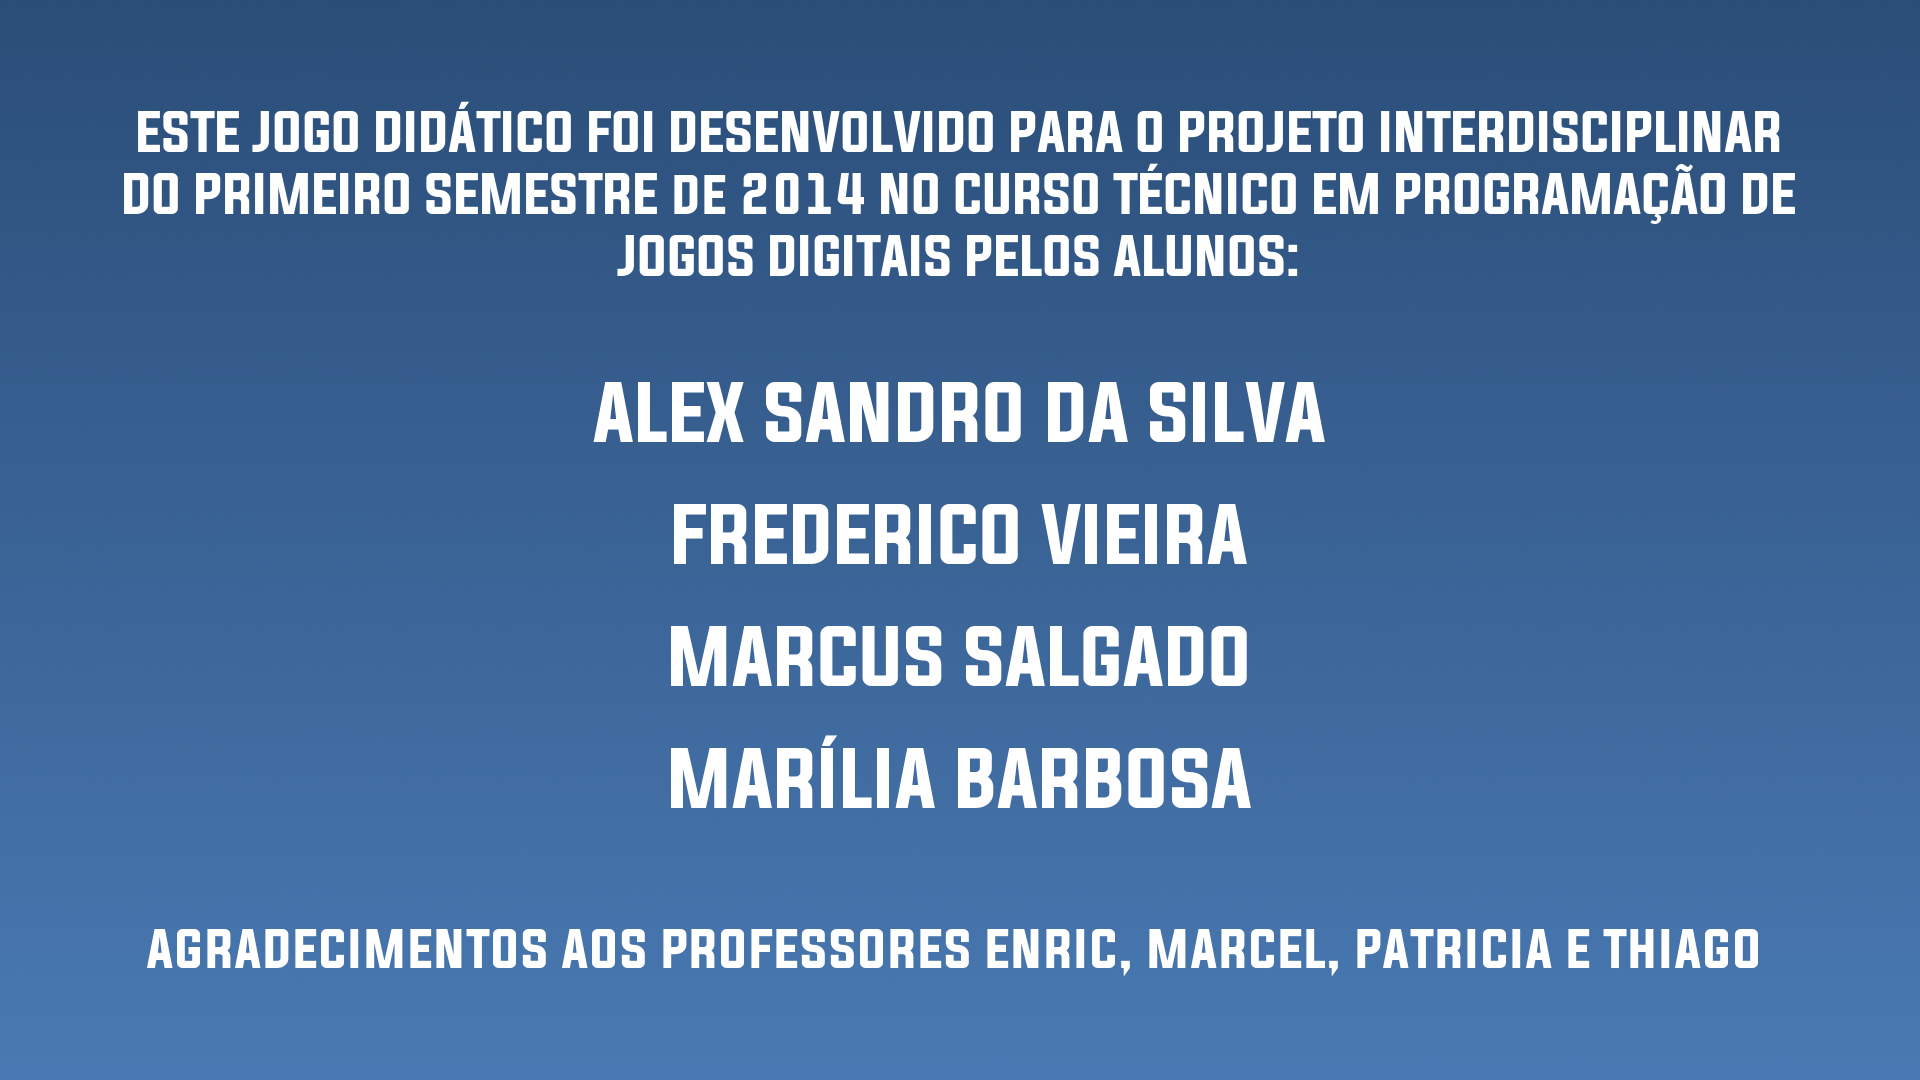 ESTE JOGO DIDÁTICO FOI DESENVOLVIDO PARA O PROJETO INTERDISCIPLINAR
DO PRIMEIRO SEMESTRE DE 2014 NO CURSO TÉCNICO EM PROGRAMAÇÃO DE
JOGOS DIGITAIS PELOS ALUNOS:
ALEX SANDRO DA SILVA
FREDERICO VIEIRA
MARCUS SALGADO
MARÍLIA BARBOSA
AGRADECIMENTOS AOS PROFESSORES ENRIC, MARCEL, PATRICIA E THIAGO